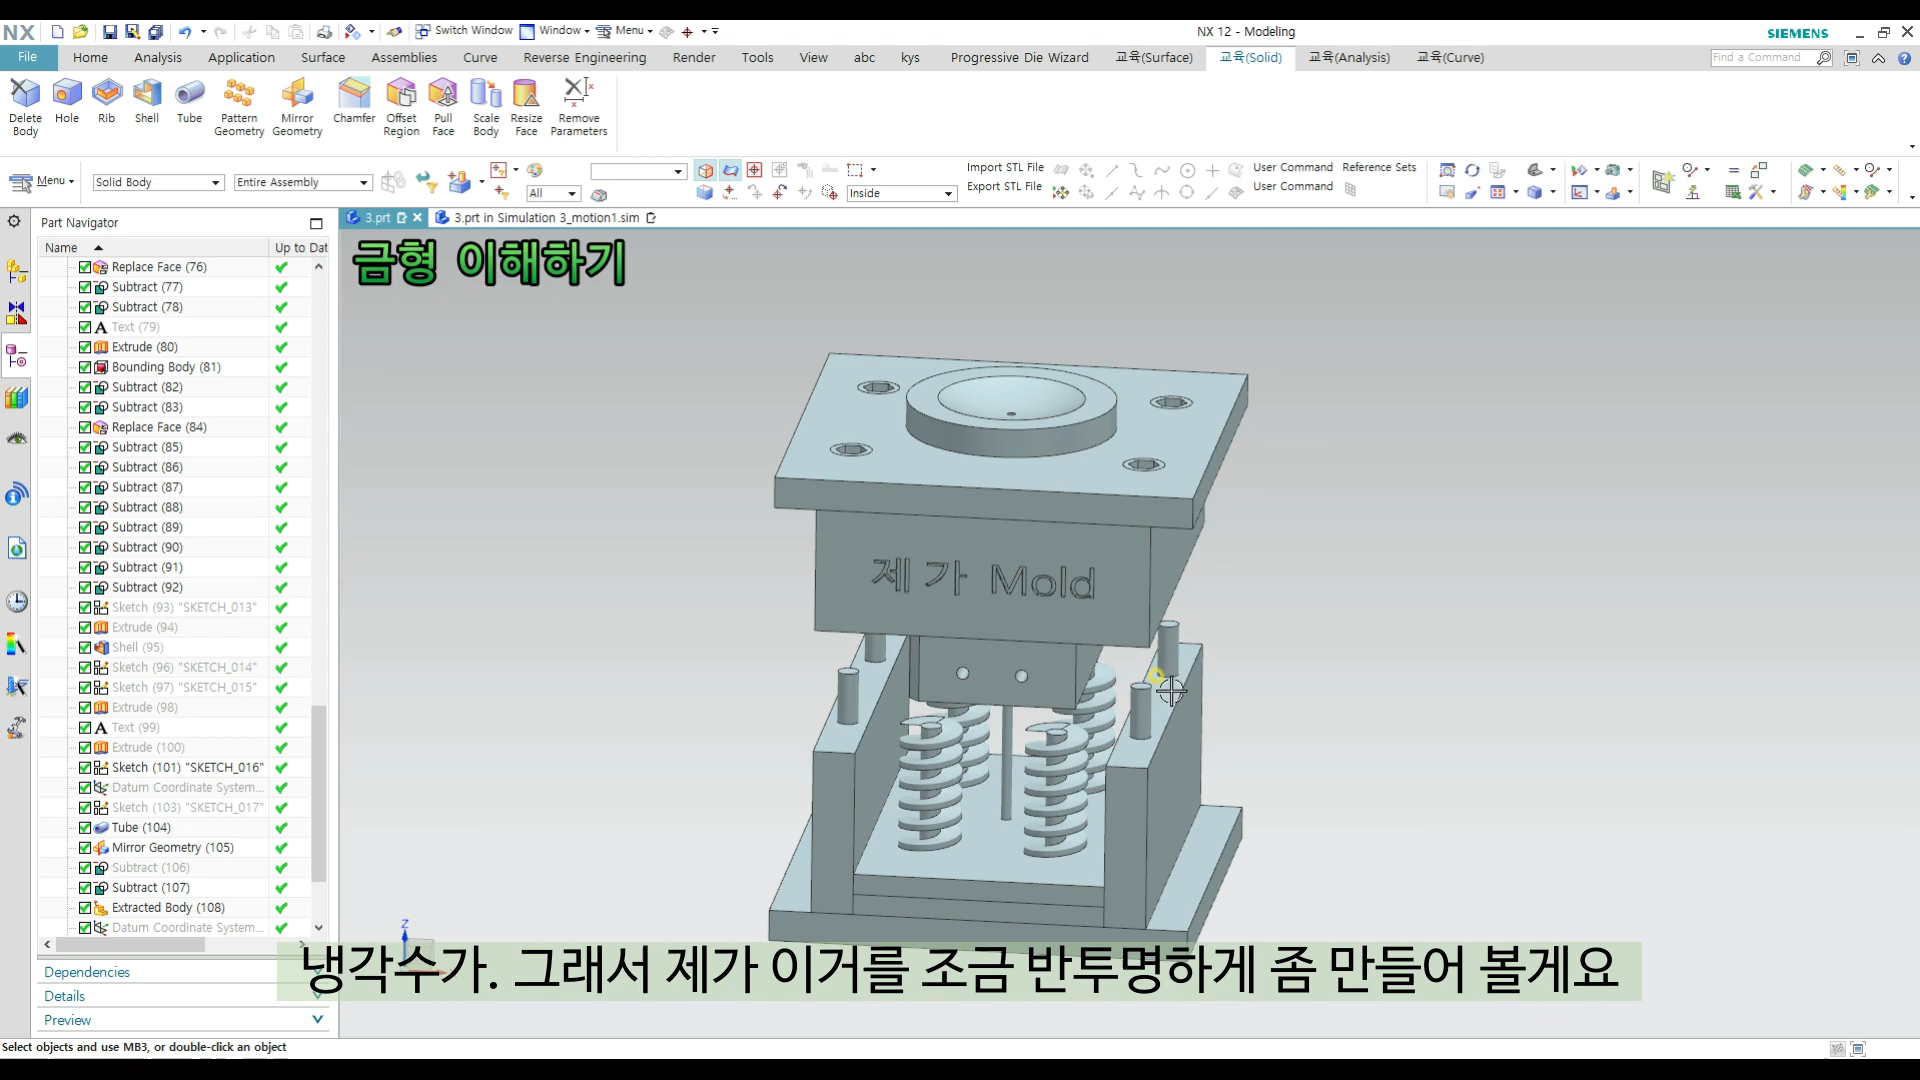 NX
Switch Window Window Menu
NX 12 - Modeling
SIEMENS
File Home Analysis Application Surface Assemblies Curve Reverse Engineering Render Tools View abc kys Progressive Die Wizard 교육(Surface) 교육(Solid) 교육(Analysis) 교육(Curve)
Find a Command
Delete Body
Hole
Rib
Shell
Tube
Pattern Geometry
Mirror Geometry
Chamfer
Offset Region
Pull Face
Scale Body
Resize Face
Remove Parameters
Menu Solid Body Entire Assembly
All
Inside
Import STL File
Export STL File
User Command Reference Sets
User Command
Part Navigator
3.prt
3.prt in Simulation 3_motion1.sim
Name Up to Dat
Replace Face (76)
Subtract (77)
Subtract (78)
Text (79)
Extrude (80)
Bounding Body (81)
Subtract (82)
Subtract (83)
Replace Face (84)
Subtract (85)
Subtract (86)
Subtract (87)
Subtract (88)
Subtract (89)
Subtract (90)
Subtract (91)
Subtract (92)
Sketch (93) "SKETCH_013"
Extrude (94)
Shell (95)
Sketch (96) "SKETCH_014"
Sketch (97) "SKETCH_015"
Extrude (98)
Text (99)
Extrude (100)
Sketch (101) "SKETCH_016"
Datum Coordinate System...
Sketch (103) "SKETCH_017"
Tube (104)
Mirror Geometry (105)
Subtract (106)
Subtract (107)
Extracted Body (108)
Datum Coordinate System...
Dependencies
Details
Preview
금형 이해하기
제가 Mold
Z
냉각수가. 그래서 제가 이거를 조금 반투명하게 좀 만들어 볼게요
Select objects and use MB3, or double-click an object